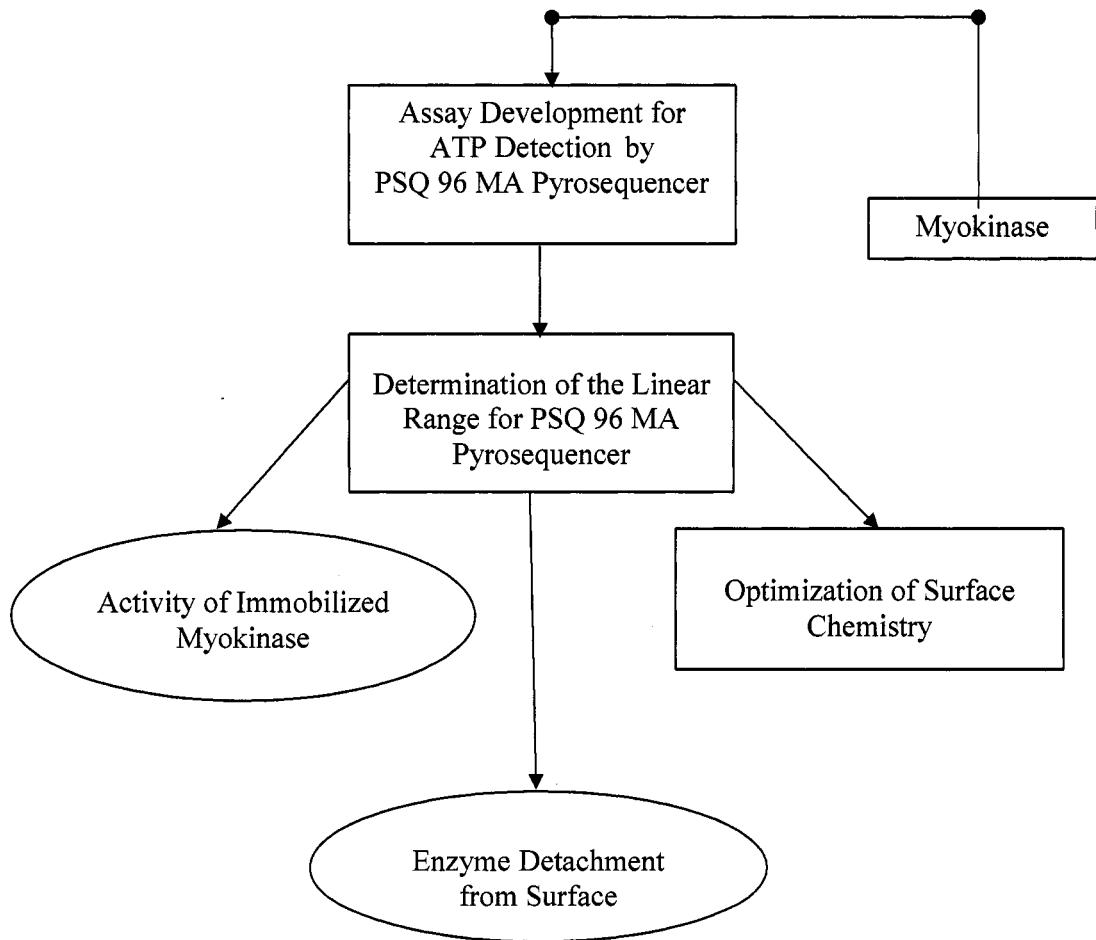 Assay Development for
ATP Detection by
PSQ 96 MA Pyrosequencer
Myokinase
Determination of the Linear
Range for PSQ 96 MA
Pyrosequencer
Activity of Immobilized
Myokinase
Optimization of Surface
Chemistry
Enzyme Detachment
from Surface